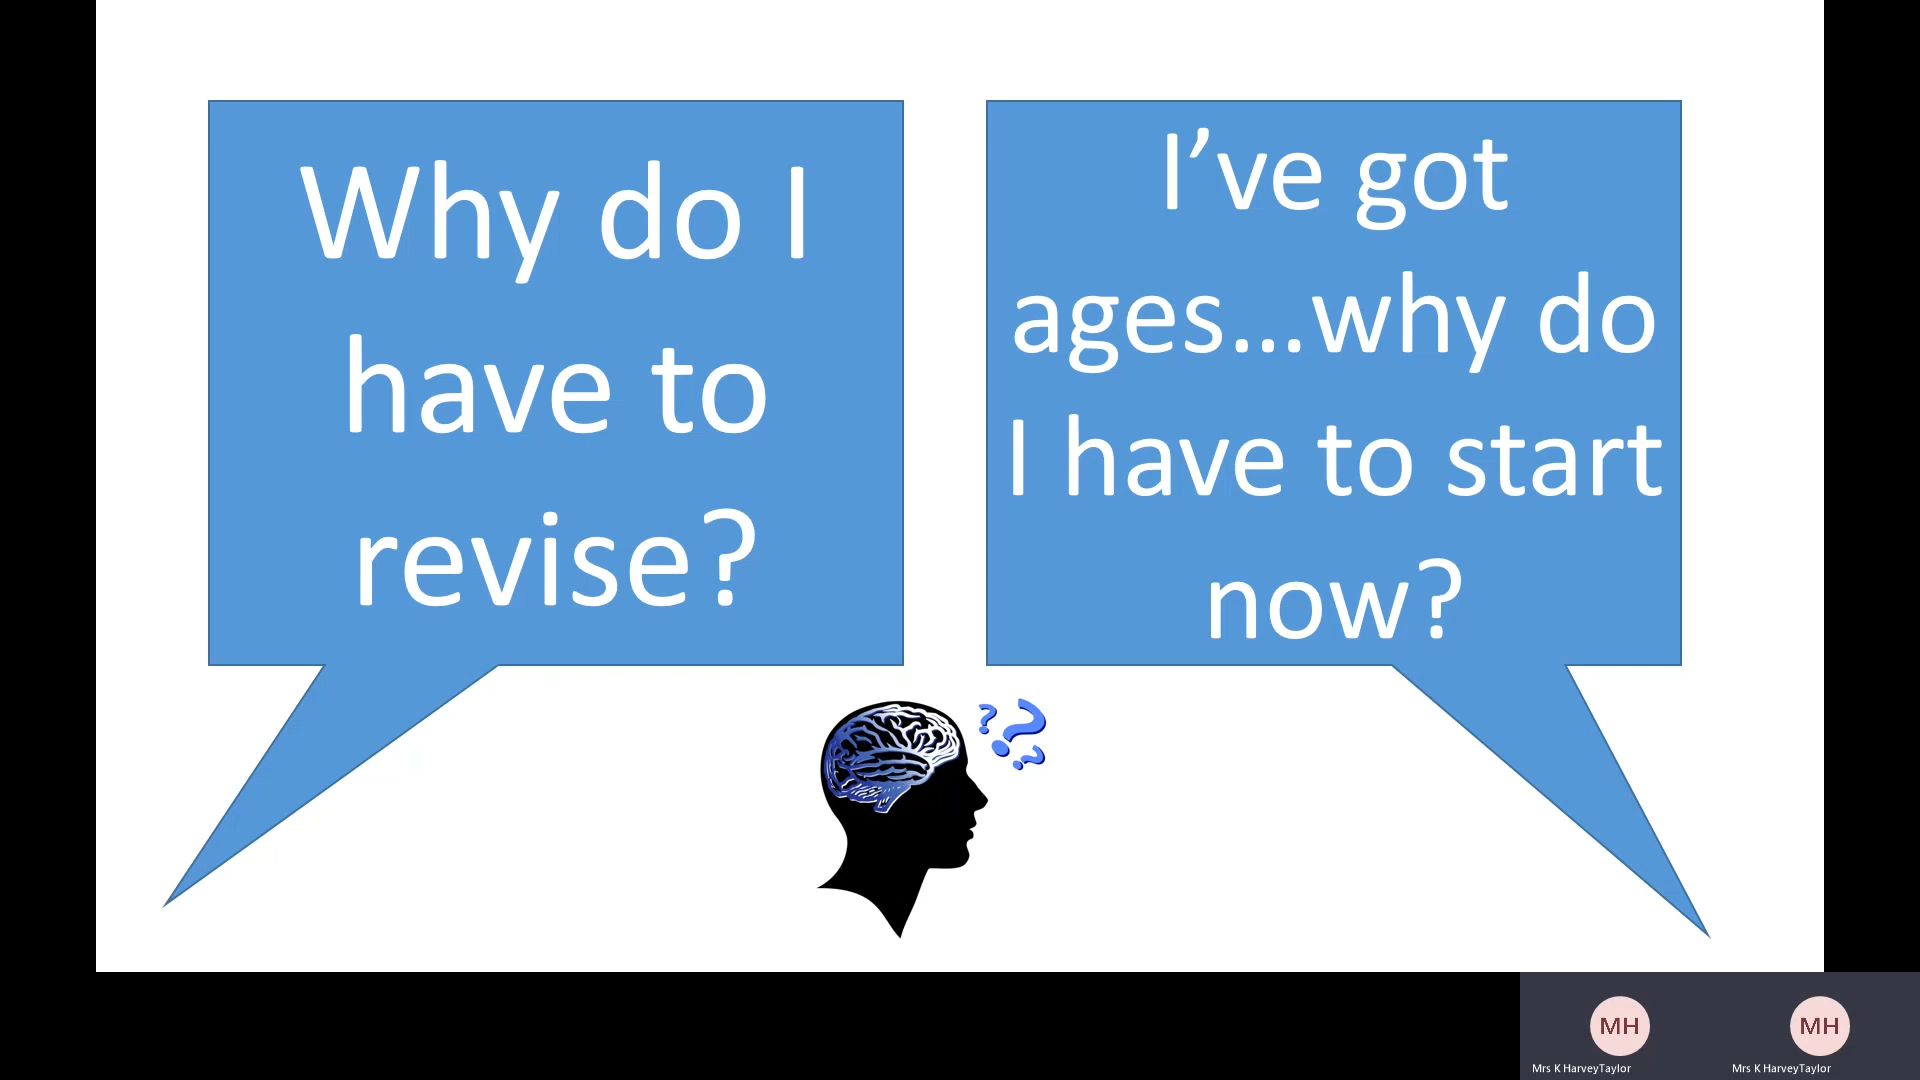 Why do I
have to
revise?
I’ve got
ages...why do
I have to start
now?
? ? ?
MH
Mrs K HarveyTaylor
MH
Mrs K HarveyTaylor